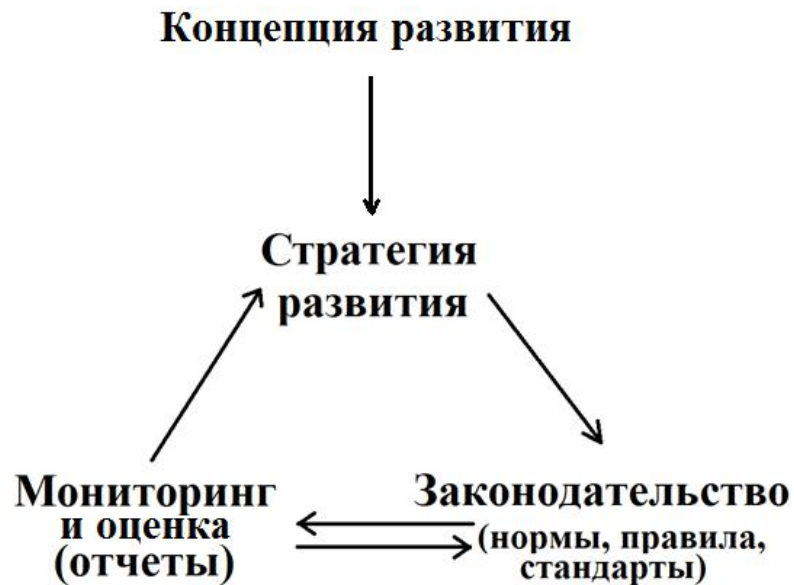 Концепция развития
Стратегия
развития
Мониторинг
и оценка
(отчеты)
Законодательство
(нормы, правила,
стандарты)